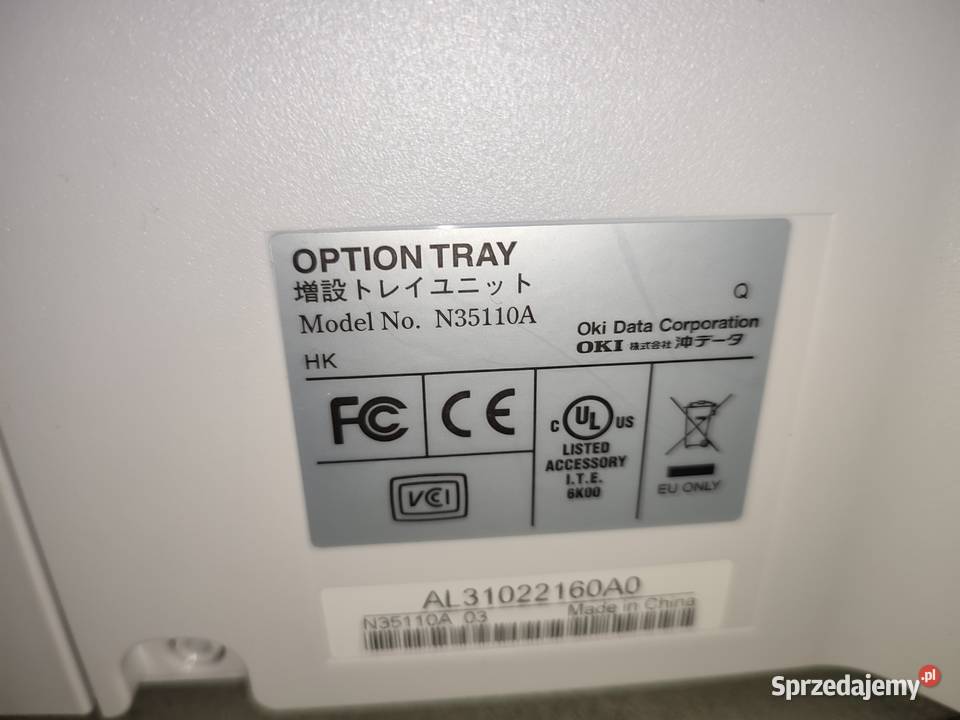 OPTION TRAY
増設トレイユニット
Model No. N35110A
Q
Oki Data Corporation
OKI 株式会社 沖データ
HK
FC
CE
c UL US
LISTED
ACCESSORY
I.T.E.
6K00
VCI
EU ONLY
AL31022160A0
N35110A 03
Made in China
Sprzedajemy.pl